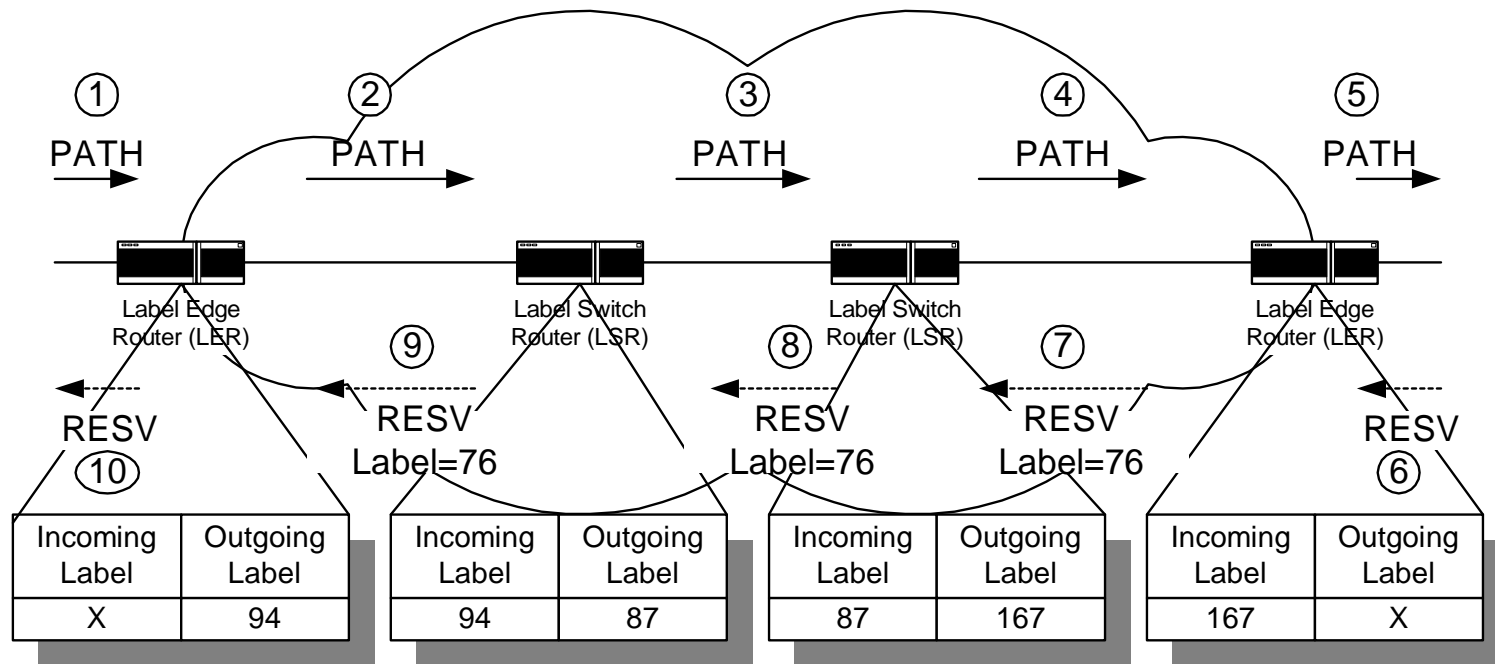 1 2 3 4 5
PATH PATH PATH PATH PATH
Label Edge
Router (LER)
Label Switch
Router (LSR)
Label Switch
Router (LSR)
Label Edge
Router (LER)
9 8 7
RESV
10
RESV
Label=76
RESV
Label=76
RESV
Label=76
RESV
6
Incoming
Label
Outgoing
Label
X 94
Incoming
Label
Outgoing
Label
94 87
Incoming
Label
Outgoing
Label
87 167
Incoming
Label
Outgoing
Label
167 X